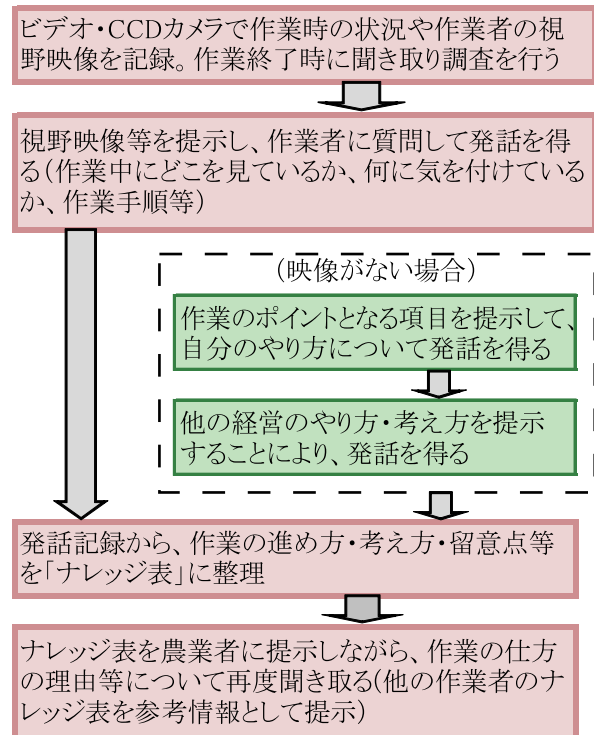 ビデオ・CCDカメラで作業時の状況や作業者の視
野映像を記録。作業終了時に聞き取り調査を行う
視野映像等を提示し、作業者に質問して発話を得
る（作業中にどこを見ているか、何に気を付けている
か、作業手順等）
（映像がない場合）
作業のポイントとなる項目を提示して、
自分のやり方について発話を得る
他の経営のやり方・考え方を提示
することにより、発話を得る
発話記録から、作業の進め方・考え方・留意点等
を「ナレッジ表」に整理
ナレッジ表を農業者に提示しながら、作業の仕方
の理由等について再度聞き取る(他の作業者のナ
レッジ表を参考情報として提示）